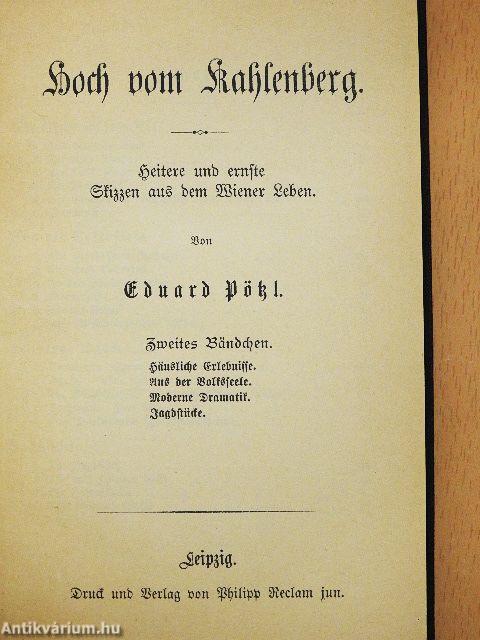 Hoch vom Kahlenberg.
Heitere und ernste
Skizzen aus dem Wiener Leben.
Von
Eduard Pötzl.
Zweites Bändchen.
Häusliche Erlebnisse.
Aus der Volksseele.
Moderne Dramatik.
Jagdstücke.
Leipzig.
Druck und Verlag von Philipp Reclam jun.
Antikvárium.hu